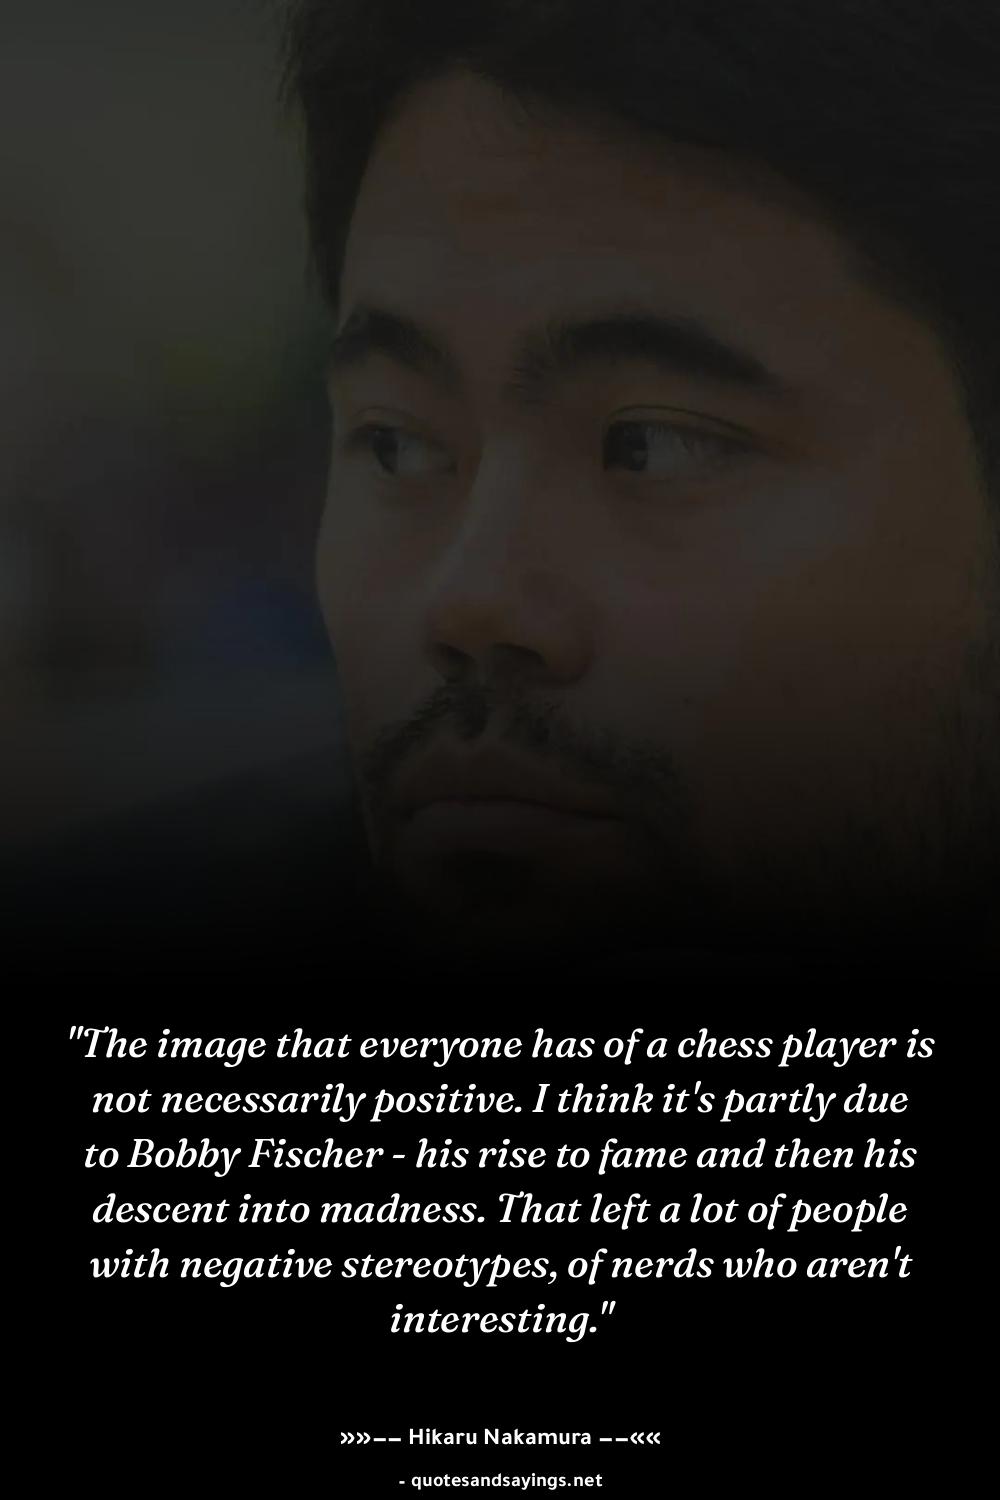 "The image that everyone has of a chess player is
not necessarily positive. I think it's partly due
to Bobby Fischer - his rise to fame and then his
descent into madness. That left a lot of people
with negative stereotypes, of nerds who aren't
interesting."
»»−− Hikaru Nakamura −−««
- quotesandsayings.net